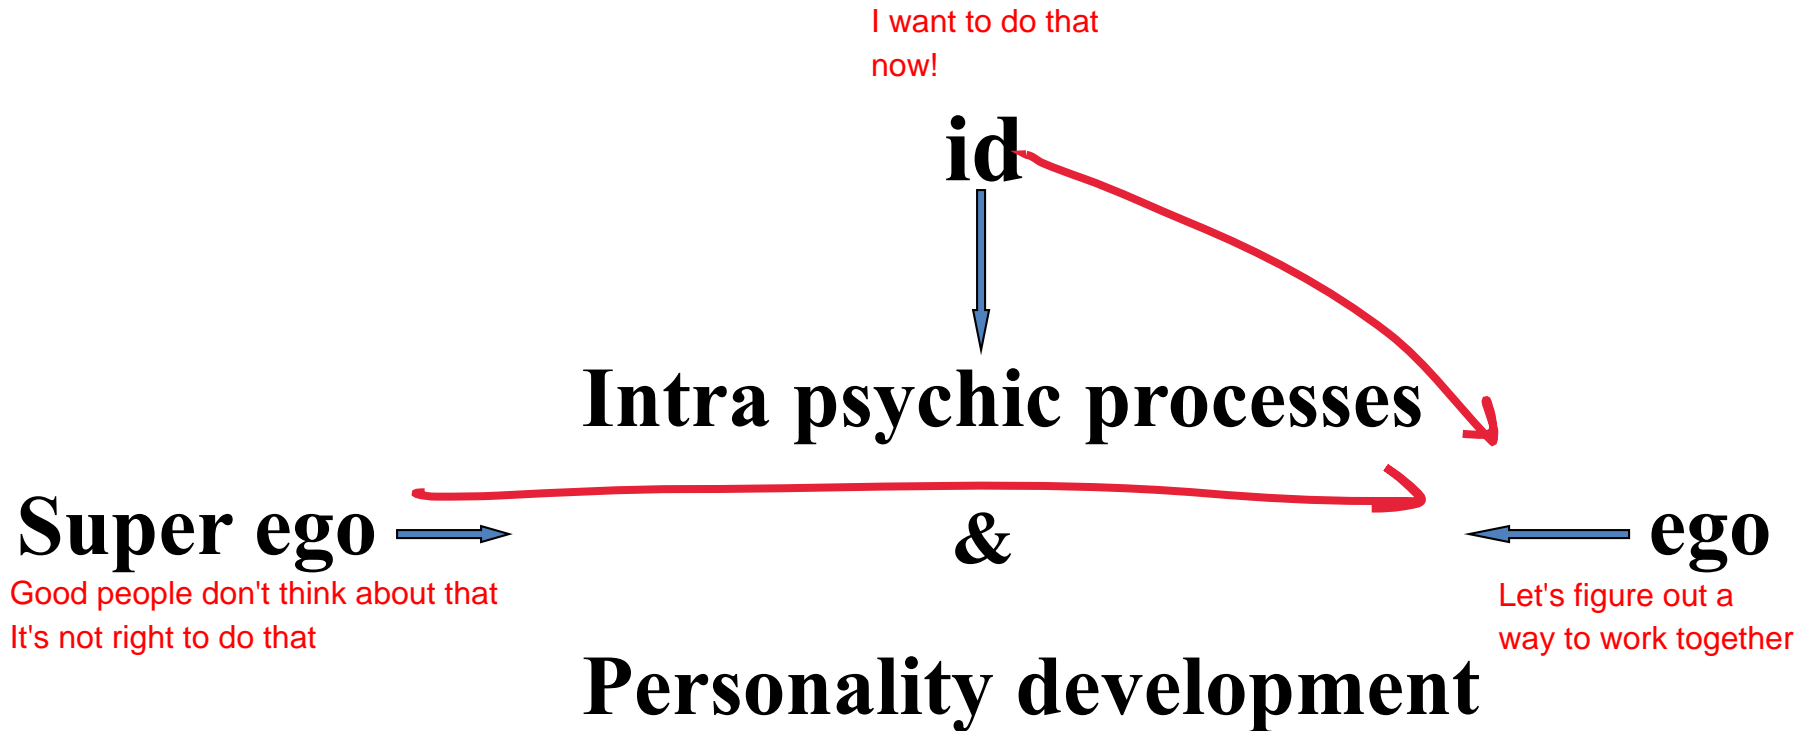 I want to do that
now!
id
Intra psychic processes
Super ego
&
ego
Good people don't think about that
It's not right to do that
Let's figure out a
way to work together
Personality development